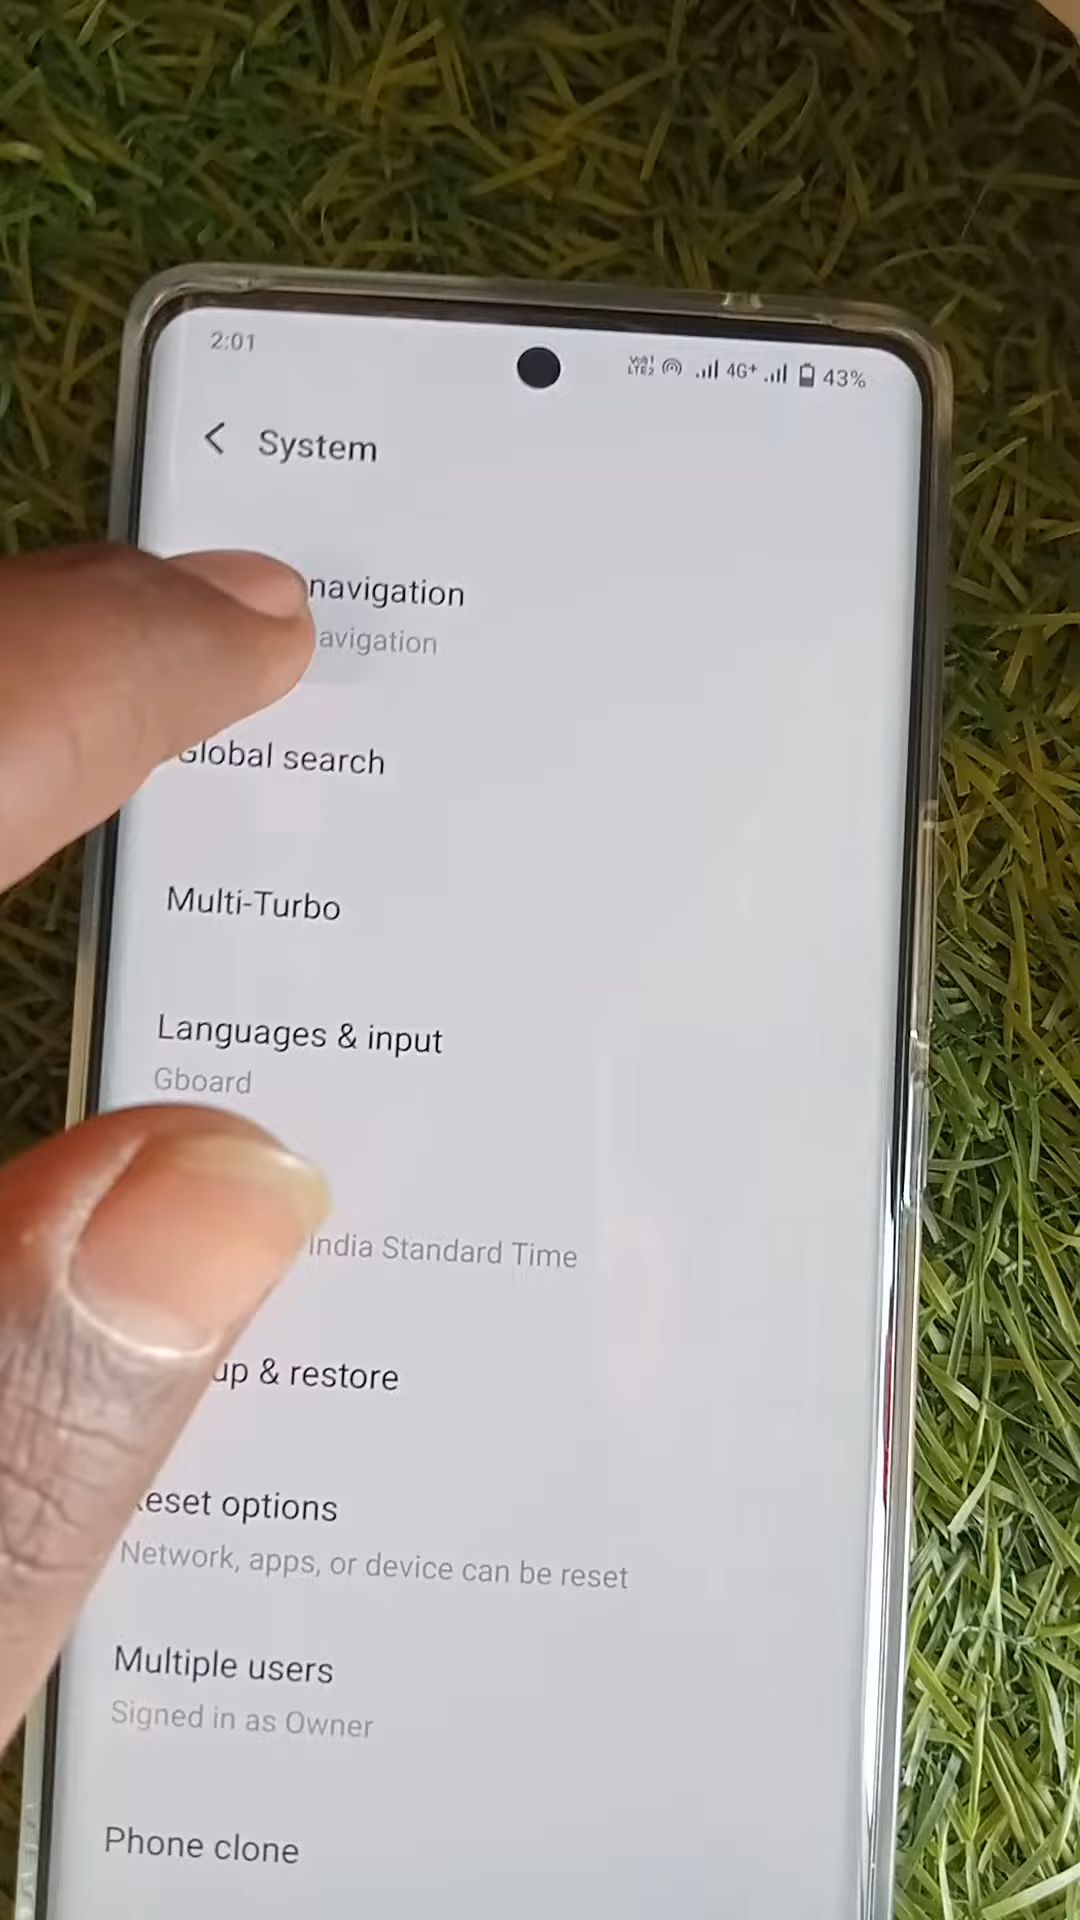 2:01
4G+ 43%
System
navigation
avigation
Global search
Multi-Turbo
Languages & input
Gboard
India Standard Time
up & restore
eset options
Network, apps, or device can be reset
Multiple users
Signed in as Owner
Phone clone